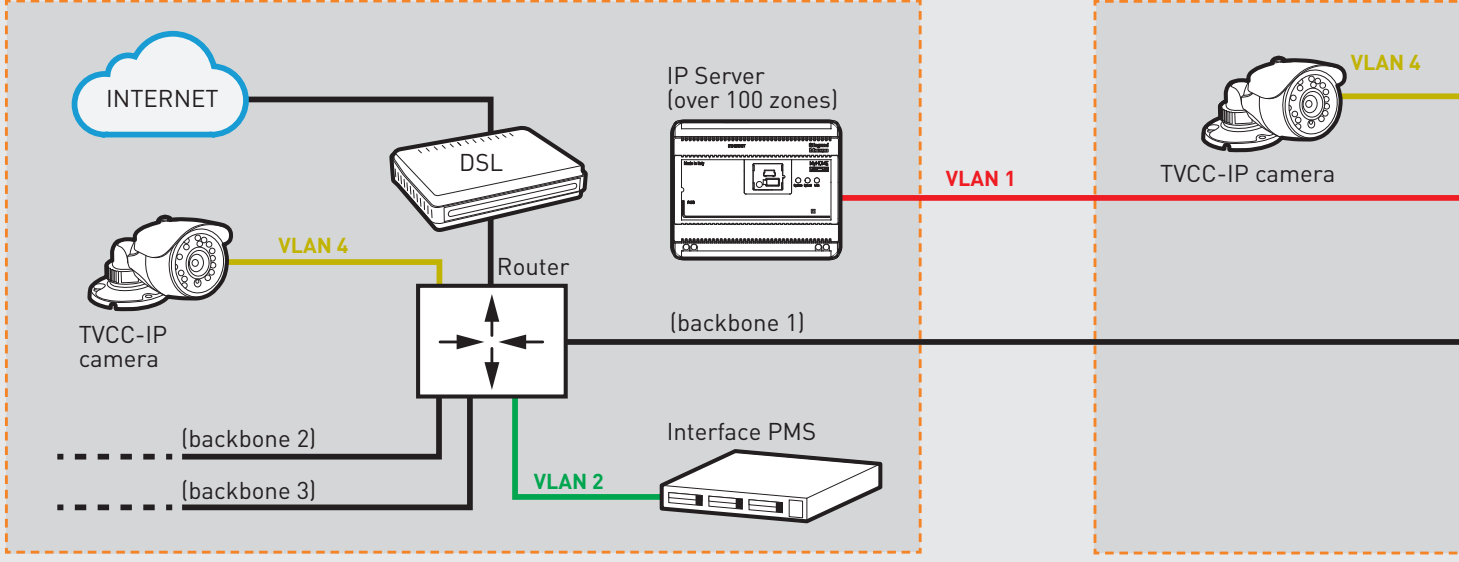 INTERNET
DSL
IP Server
(over 100 zones)
VLAN 4
TVCC-IP camera
VLAN 1
VLAN 4
Router
TVCC-IP
camera
(backbone 1)
(backbone 2)
(backbone 3)
Interface PMS
VLAN 2